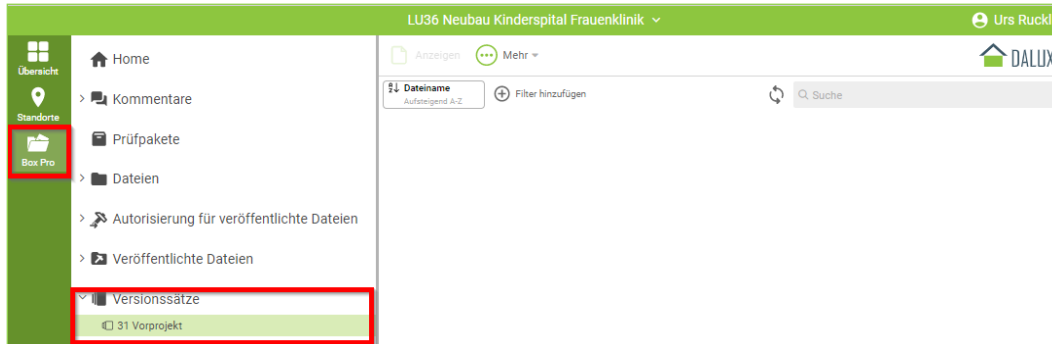 LU36 Neubau Kinderspital Frauenklinik
Urs Ruckl
Übersicht
Standorte
Box Pro
Home
Kommentare
Prüfpakete
Dateien
Autorisierung für veröffentlichte Dateien
Veröffentlichte Dateien
Versionssätze
31 Vorprojekt
Anzeigen
Mehr
DALUX
Dateiname
Aufsteigend A-Z
Filter hinzufügen
Suche